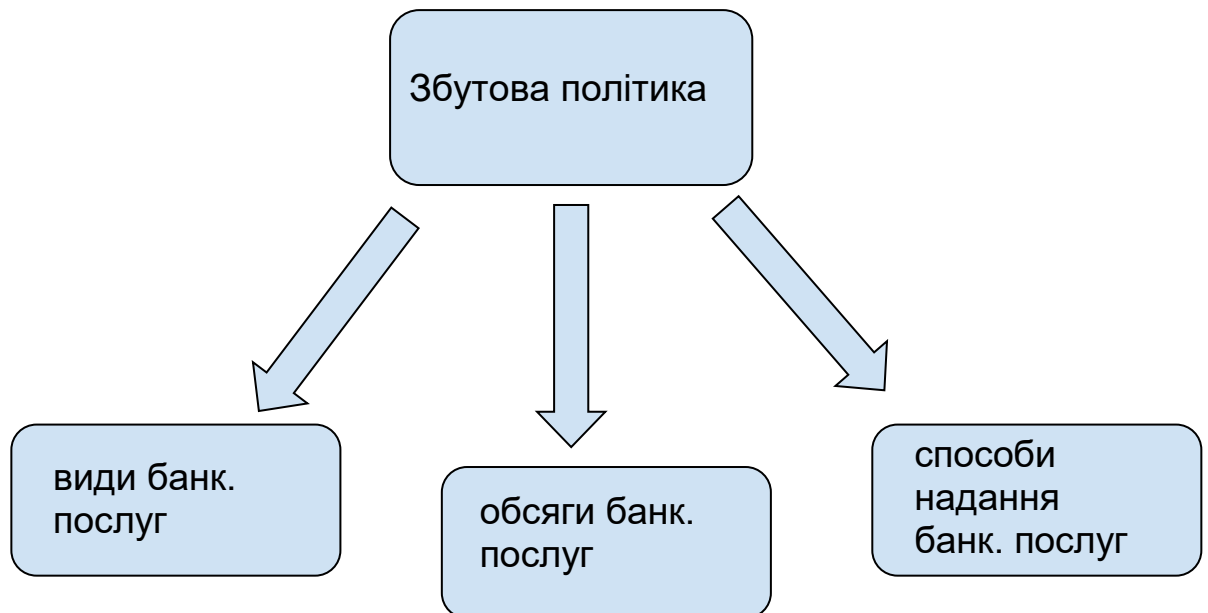 Збутова політика
види банк.
послуг
обсяги банк.
послуг
способи
надання
банк. послуг